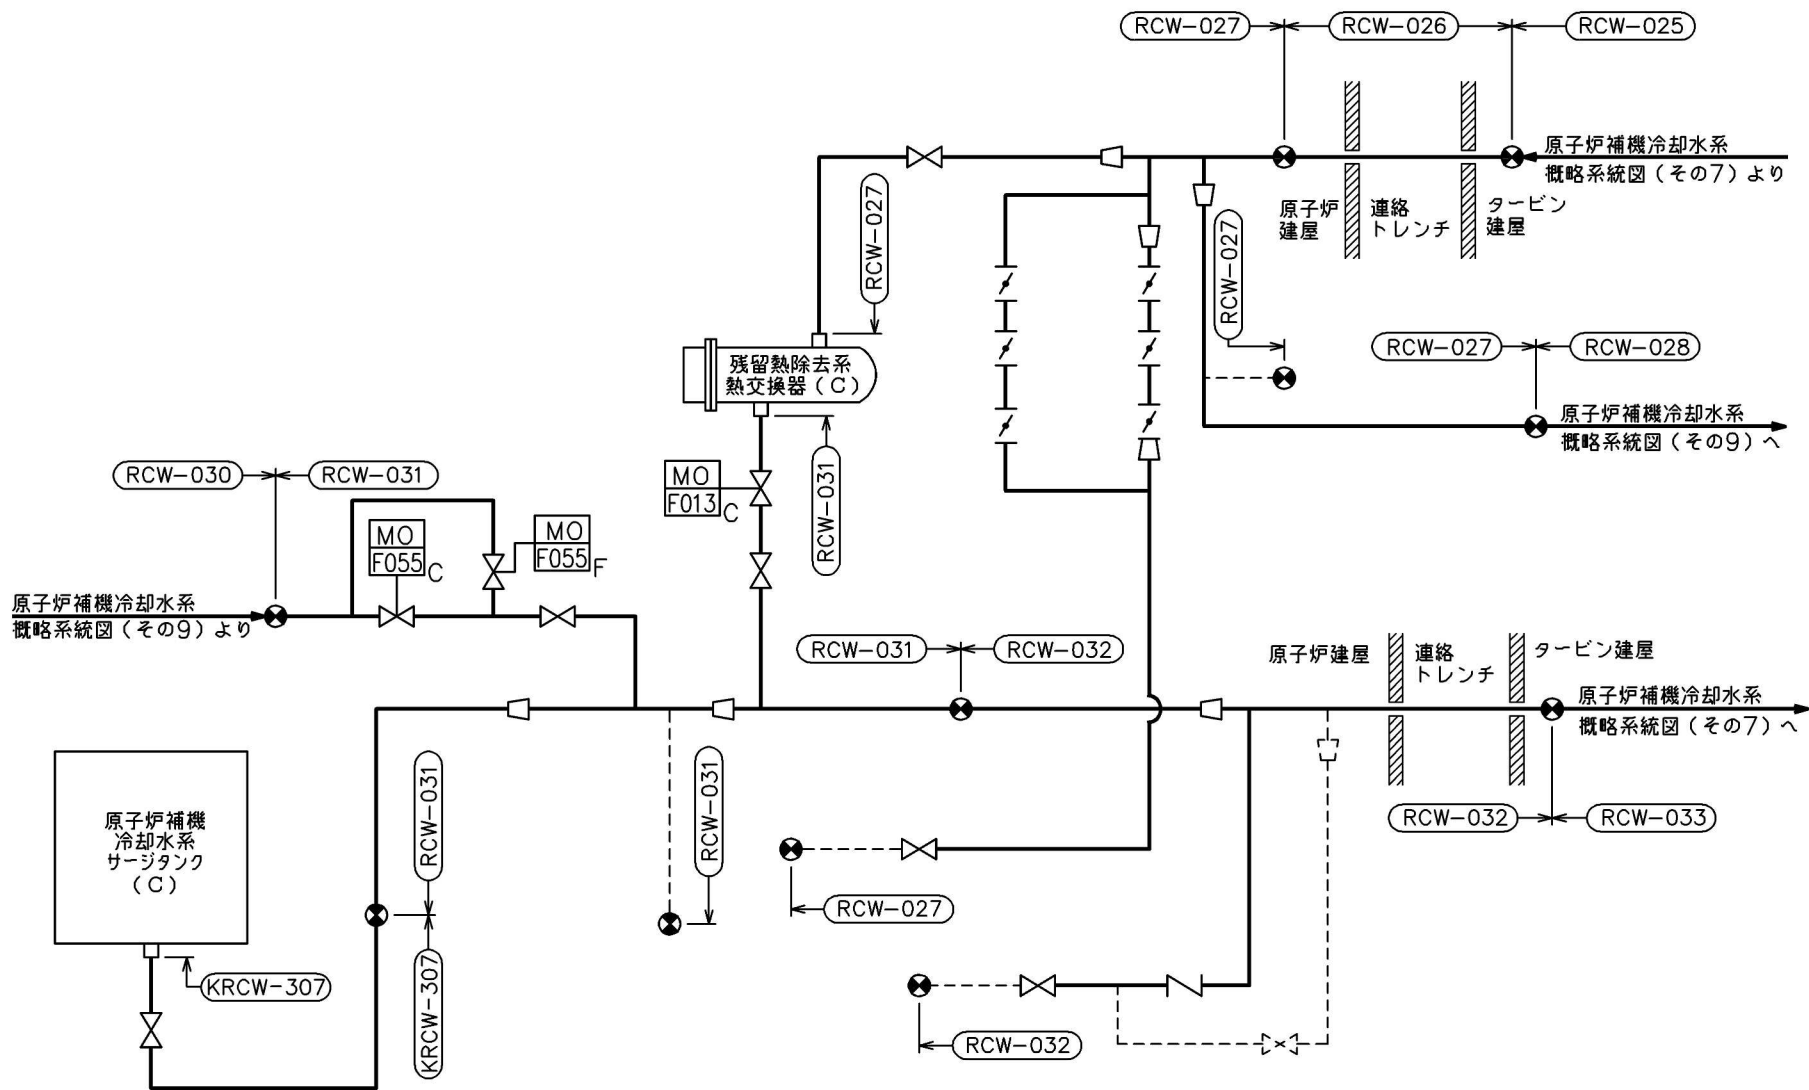 RCW-027
RCW-026
RCW-025
原子炉補機冷却水系
概略系統図（その7）より
原子炉
建屋
連絡
トレンチ
タービン
建屋
RCW-027
RCW-027
RCW-027
RCW-028
原子炉補機冷却水系
概略系統図（その9）へ
残留熱除去系
熱交換器（C）
RCW-031
MO
F013
C
RCW-030
RCW-031
MO
F055
C
MO
F055
F
原子炉補機冷却水系
概略系統図（その9）より
RCW-031
RCW-032
原子炉建屋
連絡
トレンチ
タービン建屋
原子炉補機冷却水系
概略系統図（その7）へ
RCW-032
RCW-033
原子炉補機
冷却水系
サージタンク
（C）
RCW-031
RCW-031
KRCW-307
KRCW-307
RCW-027
RCW-032